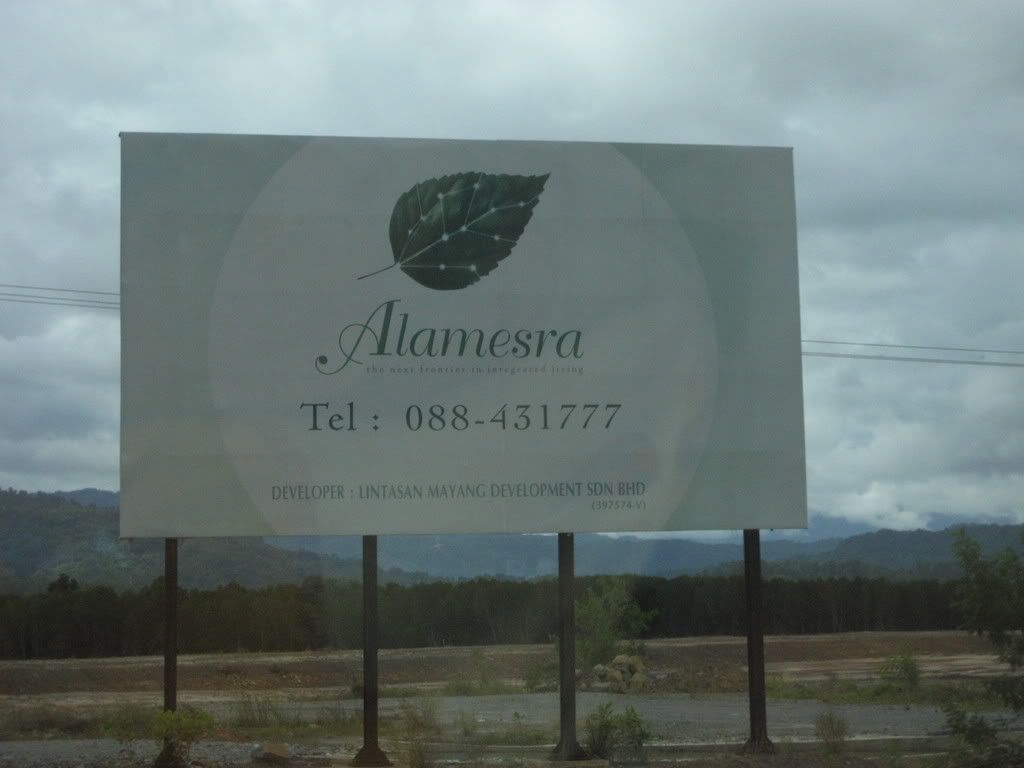 Alamesra
the next frontier in integrated living
Tel : 088-431777
DEVELOPER : LINTASAN MAYANG DEVELOPMENT SDN BHD
(397574-V)